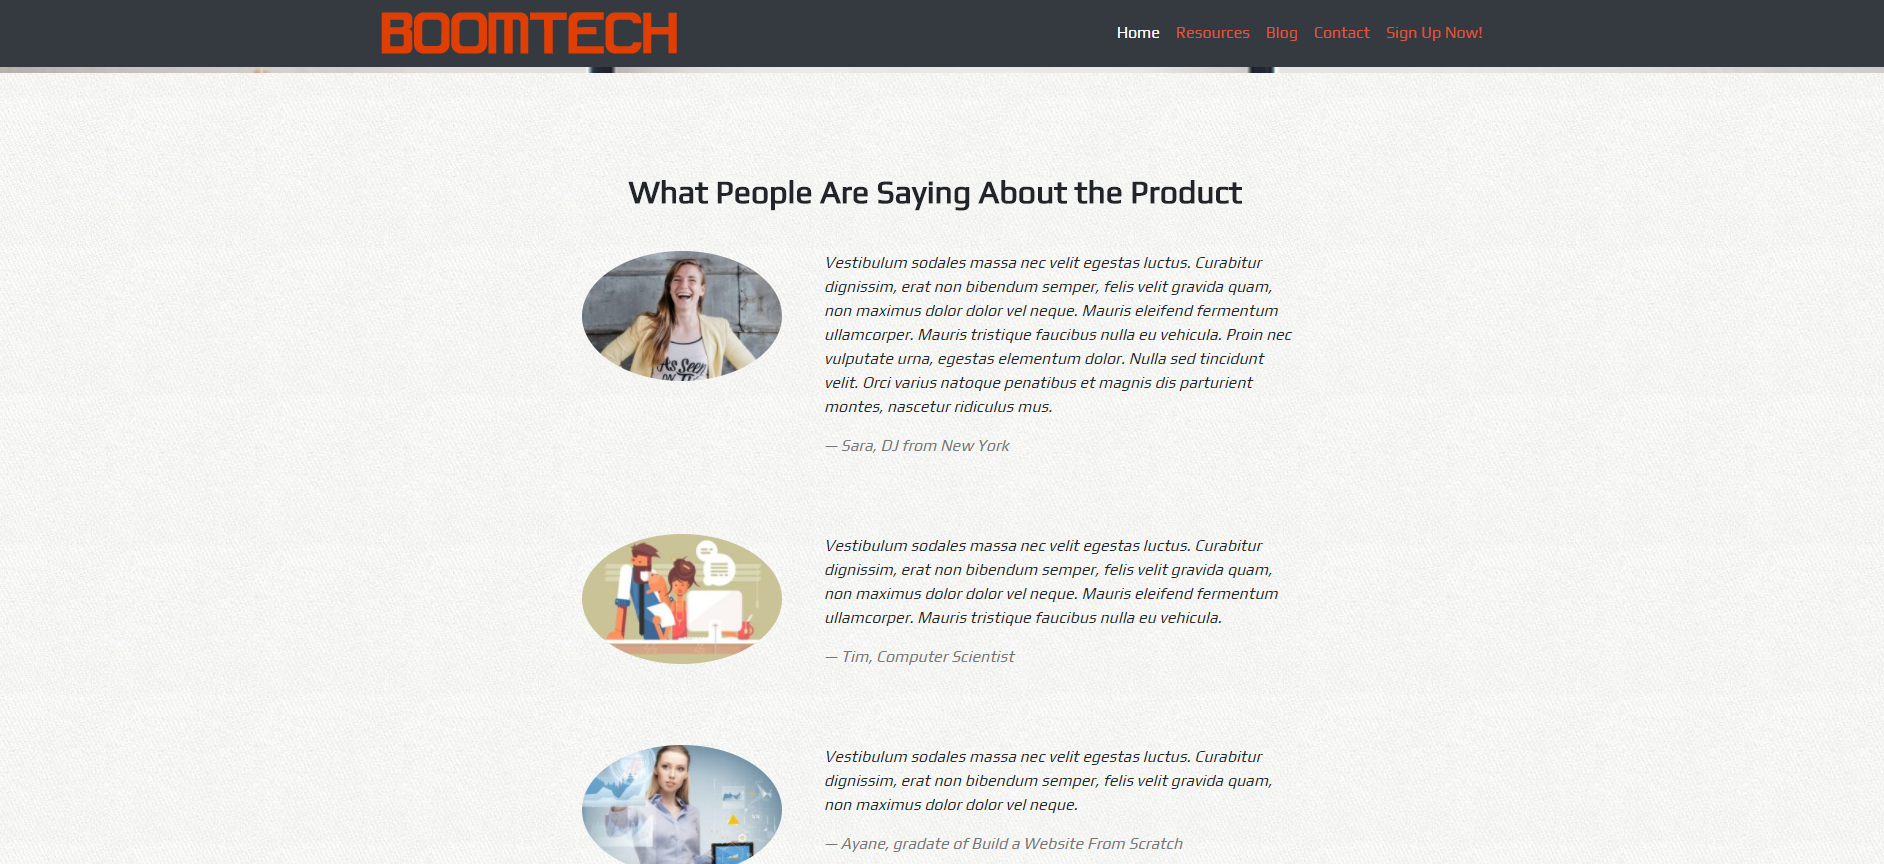 BOOMTECH
Home Resources Blog Contact Sign Up Now!
What People Are Saying About the Product
Vestibulum sodales massa nec velit egestas luctus. Curabitur
dignissim, erat non bibendum semper, felis velit gravida quam,
non maximus dolor dolor vel neque. Mauris eleifend fermentum
ullamcorper. Mauris tristique faucibus nulla eu vehicula. Proin nec
vulputate urna, egestas elementum dolor. Nulla sed tincidunt
velit. Orci varius natoque penatibus et magnis dis parturient
montes, nascetur ridiculus mus.
— Sara, DJ from New York
AS SEEN
ON
Vestibulum sodales massa nec velit egestas luctus. Curabitur
dignissim, erat non bibendum semper, felis velit gravida quam,
non maximus dolor dolor vel neque. Mauris eleifend fermentum
ullamcorper. Mauris tristique faucibus nulla eu vehicula.
— Tim, Computer Scientist
Vestibulum sodales massa nec velit egestas luctus. Curabitur
dignissim, erat non bibendum semper, felis velit gravida quam,
non maximus dolor dolor vel neque.
— Ayane, gradate of Build a Website From Scratch